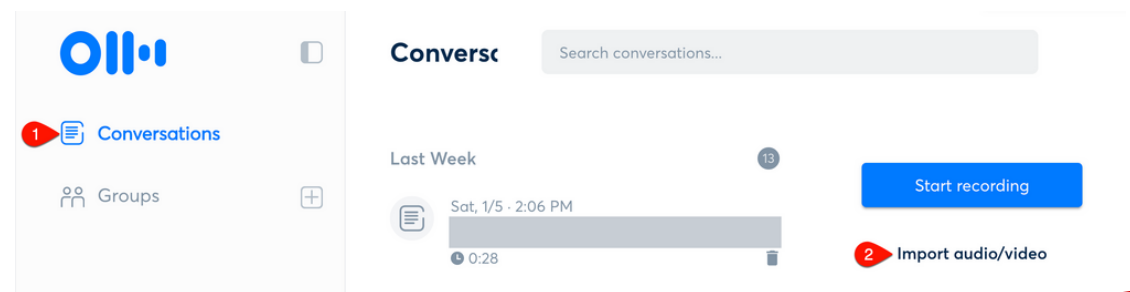 Conversc
Search conversations...
1
Conversations
Groups
Last Week
13
Sat, 1/5 · 2:06 PM
0:28
Start recording
2
Import audio/video